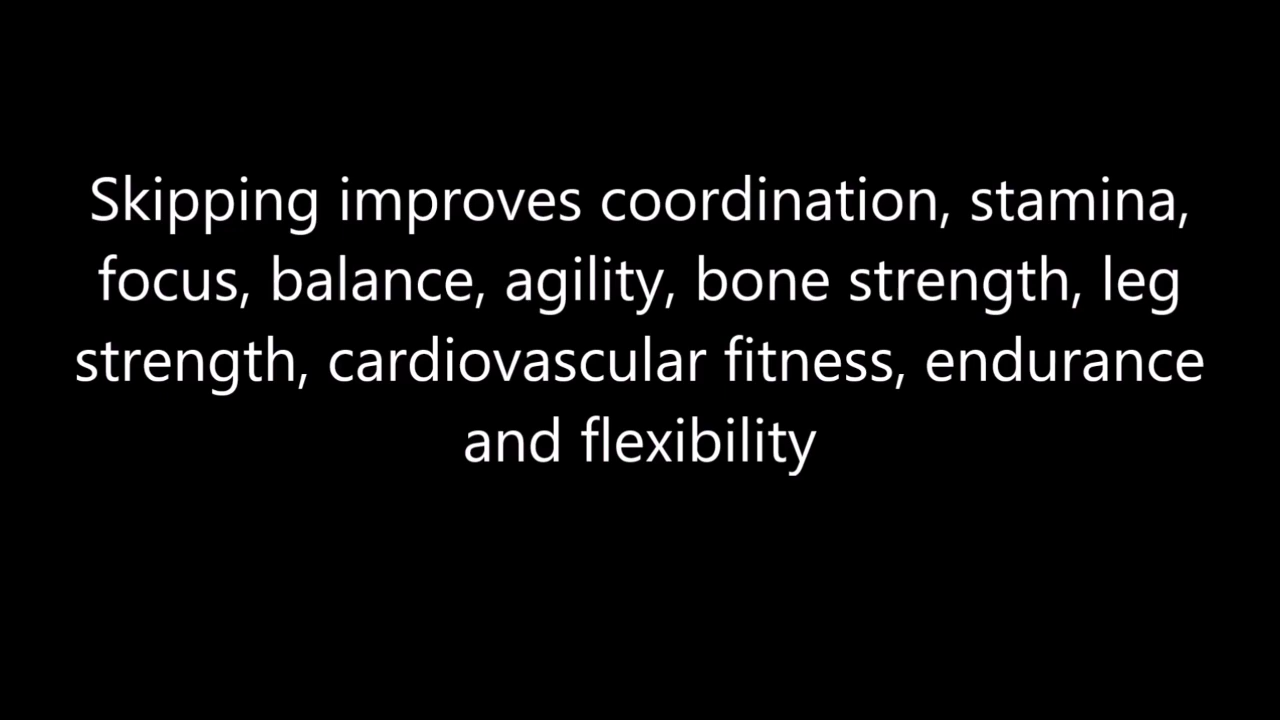 Skipping improves coordination, stamina,
focus, balance, agility, bone strength, leg
strength, cardiovascular fitness, endurance
and flexibility